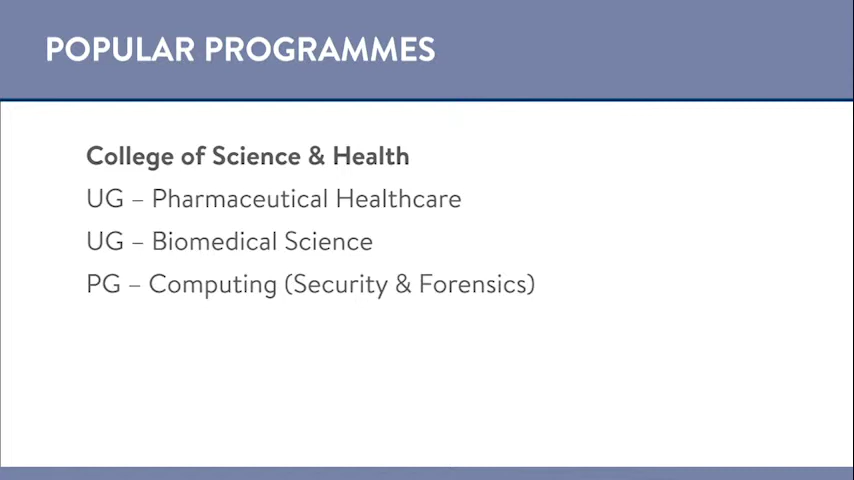 POPULAR PROGRAMMES
College of Science & Health
UG – Pharmaceutical Healthcare
UG – Biomedical Science
PG – Computing (Security & Forensics)